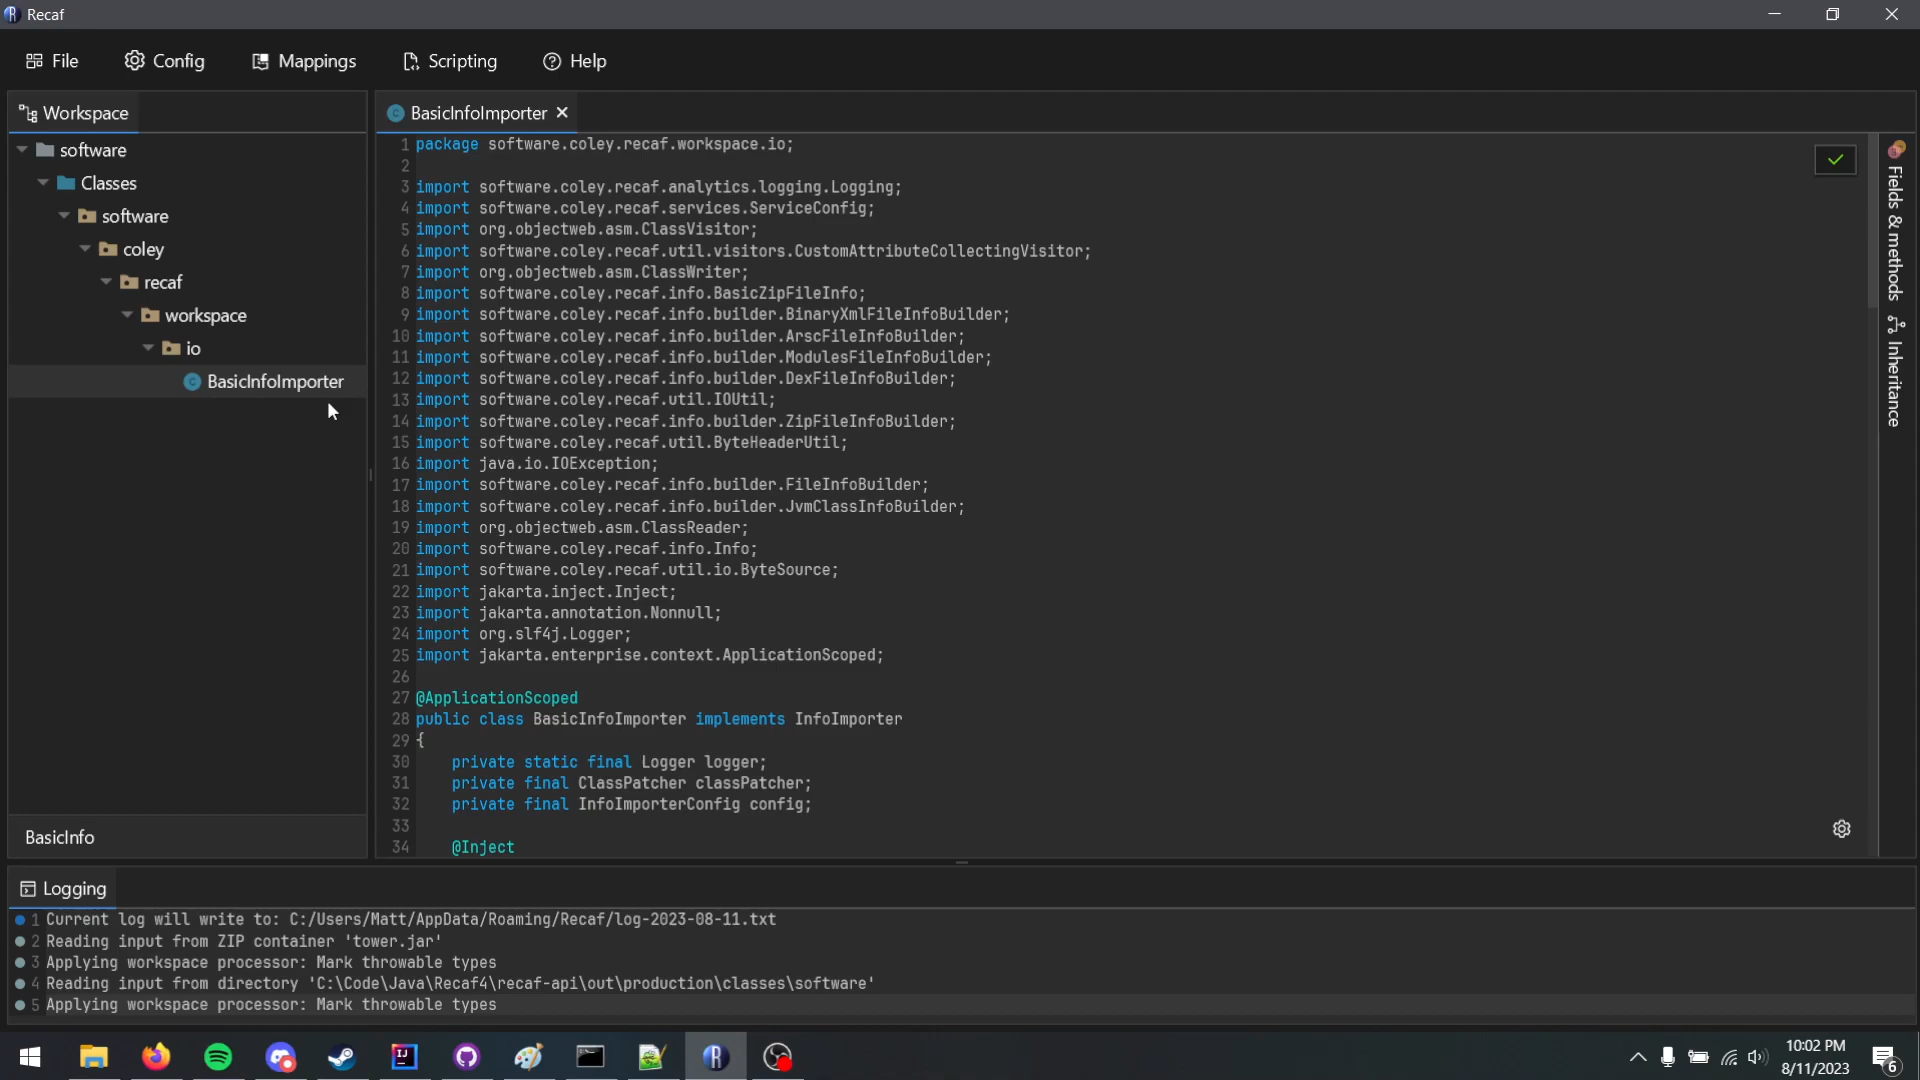 Recaf
File Config Mappings Scripting Help
Workspace
software
Classes
software
coley
recaf
workspace
io
BasicInfoImporter
BasicInfo
BasicInfoImporter
1 package software.coley.recaf.workspace.io;
2
3 import software.coley.recaf.analytics.logging.Logging;
4 import software.coley.recaf.services.ServiceConfig;
5 import org.objectweb.asm.ClassVisitor;
6 import software.coley.recaf.util.visitors.CustomAttributeCollectingVisitor;
7 import org.objectweb.asm.ClassWriter;
8 import software.coley.recaf.info.BasicZipFileInfo;
9 import software.coley.recaf.info.builder.BinaryXmlFileInfoBuilder;
10 import software.coley.recaf.info.builder.ArscFileInfoBuilder;
11 import software.coley.recaf.info.builder.ModulesFileInfoBuilder;
12 import software.coley.recaf.info.builder.DexFileInfoBuilder;
13 import software.coley.recaf.util.IOUtil;
14 import software.coley.recaf.info.builder.ZipFileInfoBuilder;
15 import software.coley.recaf.util.ByteHeaderUtil;
16 import java.io.IOException;
17 import software.coley.recaf.info.builder.FileInfoBuilder;
18 import software.coley.recaf.info.builder.JvmClassInfoBuilder;
19 import org.objectweb.asm.ClassReader;
20 import software.coley.recaf.info.Info;
21 import software.coley.recaf.util.io.ByteSource;
22 import jakarta.inject.Inject;
23 import jakarta.annotation.Nonnull;
24 import org.slf4j.Logger;
25 import jakarta.enterprise.context.ApplicationScoped;
26
27 @ApplicationScoped
28 public class BasicInfoImporter implements InfoImporter
29 {
30 private static final Logger logger;
31 private final ClassPatcher classPatcher;
32 private final InfoImporterConfig config;
33
34 @Inject
Fields & methods
Inheritance
Logging
1 Current log will write to: C:/Users/Matt/AppData/Roaming/Recaf/log-2023-08-11.txt
2 Reading input from ZIP container 'tower.jar'
3 Applying workspace processor: Mark throwable types
4 Reading input from directory 'C:\Code\Java\Recaf4\recaf-api\out\production\classes\software'
5 Applying workspace processor: Mark throwable types
10:02 PM
8/11/2023
6